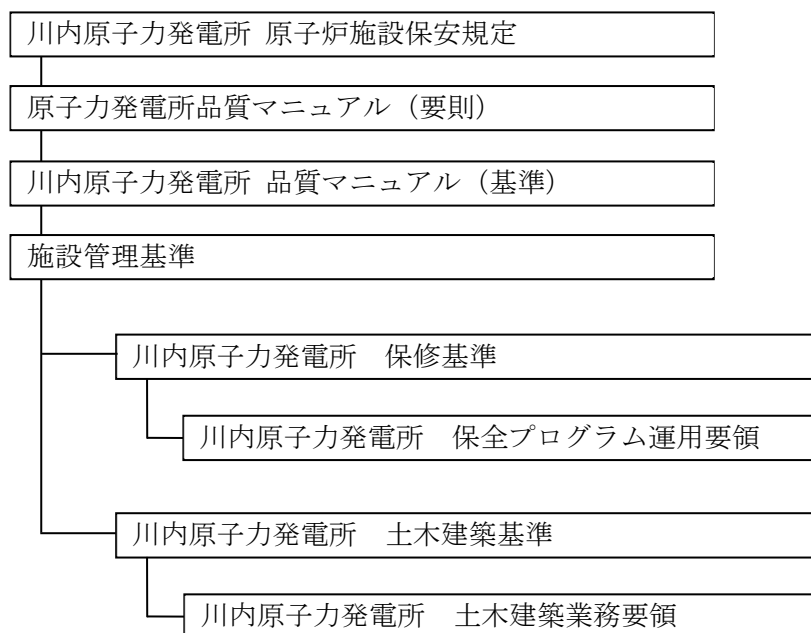 川内原子力発電所 原子炉施設保安規定
原子力発電所品質マニュアル（要則）
川内原子力発電所 品質マニュアル（基準）
施設管理基準
川内原子力発電所　保修基準
川内原子力発電所　保全プログラム運用要領
川内原子力発電所　土木建築基準
川内原子力発電所　土木建築業務要領